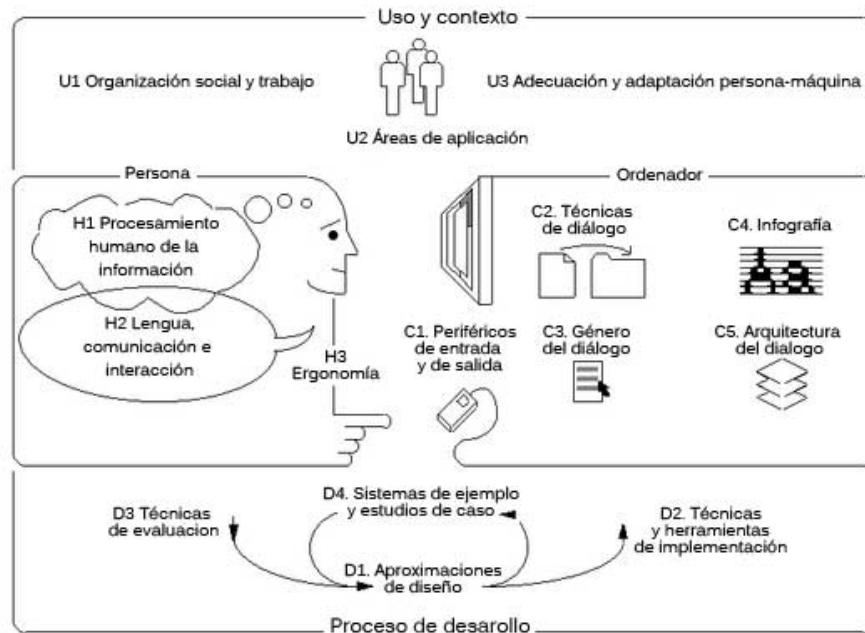 Uso y contexto
U1 Organización social y trabajo
U3 Adecuación y adaptación persona-máquina
U2 Áreas de aplicación
Persona
H1 Procesamiento
humano de la
información
H2 Lengua,
comunicación e
interacción
H3
Ergonomía
Ordenador
C2. Técnicas
de diálogo
C4. Infografía
C1. Periféricos
de entrada
y de salida
C3. Género
del diálogo
C5. Arquitectura
del dialogo
D3 Técnicas
de evaluacion
D4. Sistemas de ejemplo
y estudios de caso
D2. Técnicas
y herramientas
de implementación
D1. Aproximaciones
de diseño
Proceso de desarollo